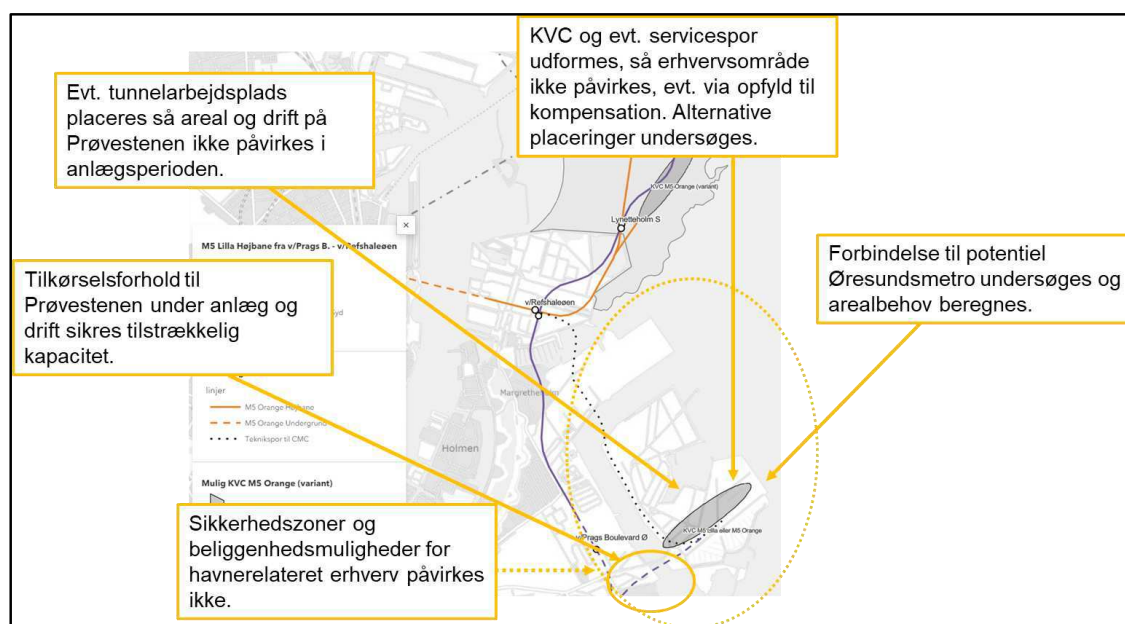 KVC og evt. servicespor
udformes, så erhvervsområde
ikke påvirkes, evt. via opfyld til
kompensation. Alternative
placeringer undersøges.
Evt. tunnelarbejdsplads
placeres så areal og drift på
Prøvestenen ikke påvirkes i
anlægsperioden.
KVC M5 Orange (variant)
Lynetteholm S
×
M5 Lilla Højbane fra v/Prags B. - v/Refshaleøen
Forbindelse til potentiel
Øresundsmetro undersøges og
arealbehov beregnes.
Tilkørselsforhold til
Prøvestenen under anlæg og
drift sikres tilstrækkelig
kapacitet.
v/Refshaleøen
linjer
M5 Orange Højbane
M5 Orange Undergrund
Teknikspor til CMC
Margretheholm
Holmen
Mulig KVC M5 Orange (variant)
KVC M5 Lilla eller M5 Orange
Sikkerhedszoner og
beliggenhedsmuligheder for
havnerelateret erhverv påvirkes
ikke.
v/Prags Boulevard Ø